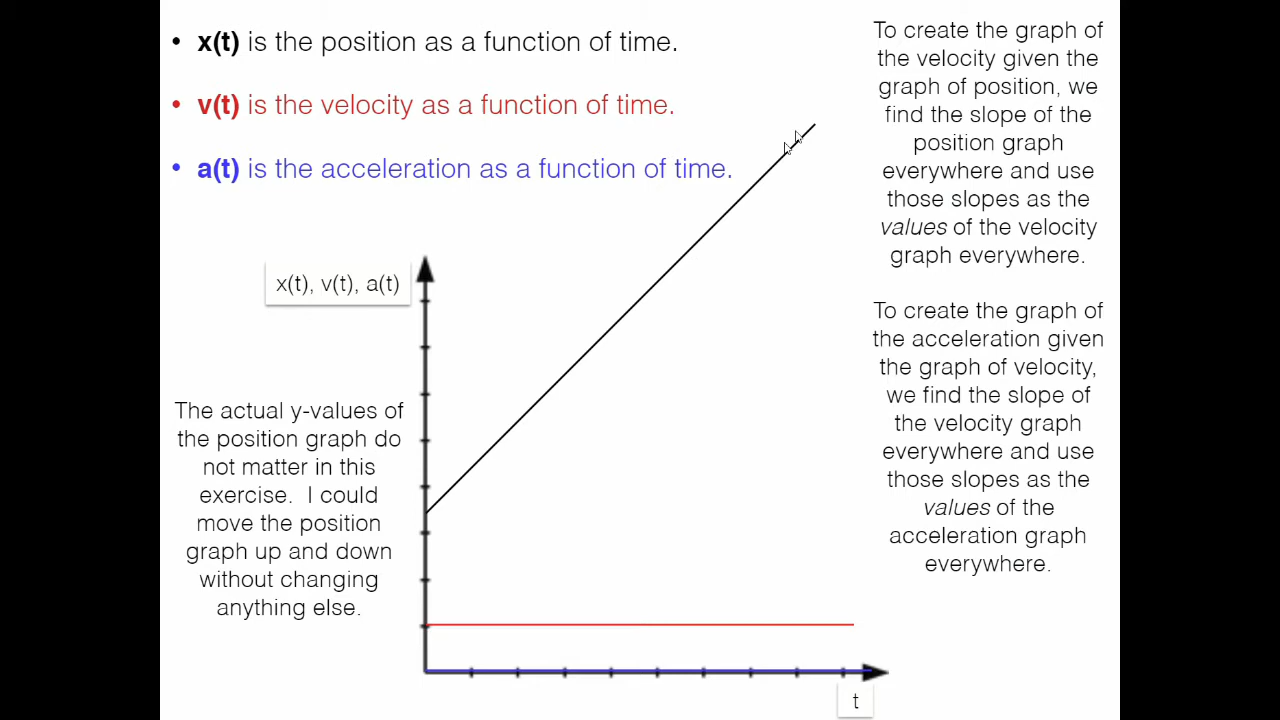 • x(t) is the position as a function of time.
• v(t) is the velocity as a function of time.
• a(t) is the acceleration as a function of time.
To create the graph of
the velocity given the
graph of position, we
find the slope of the
position graph
everywhere and use
those slopes as the
values of the velocity
graph everywhere.
To create the graph of
the acceleration given
the graph of velocity,
we find the slope of
the velocity graph
everywhere and use
those slopes as the
values of the
acceleration graph
everywhere.
x(t), v(t), a(t)
The actual y-values of
the position graph do
not matter in this
exercise. I could
move the position
graph up and down
without changing
anything else.
t